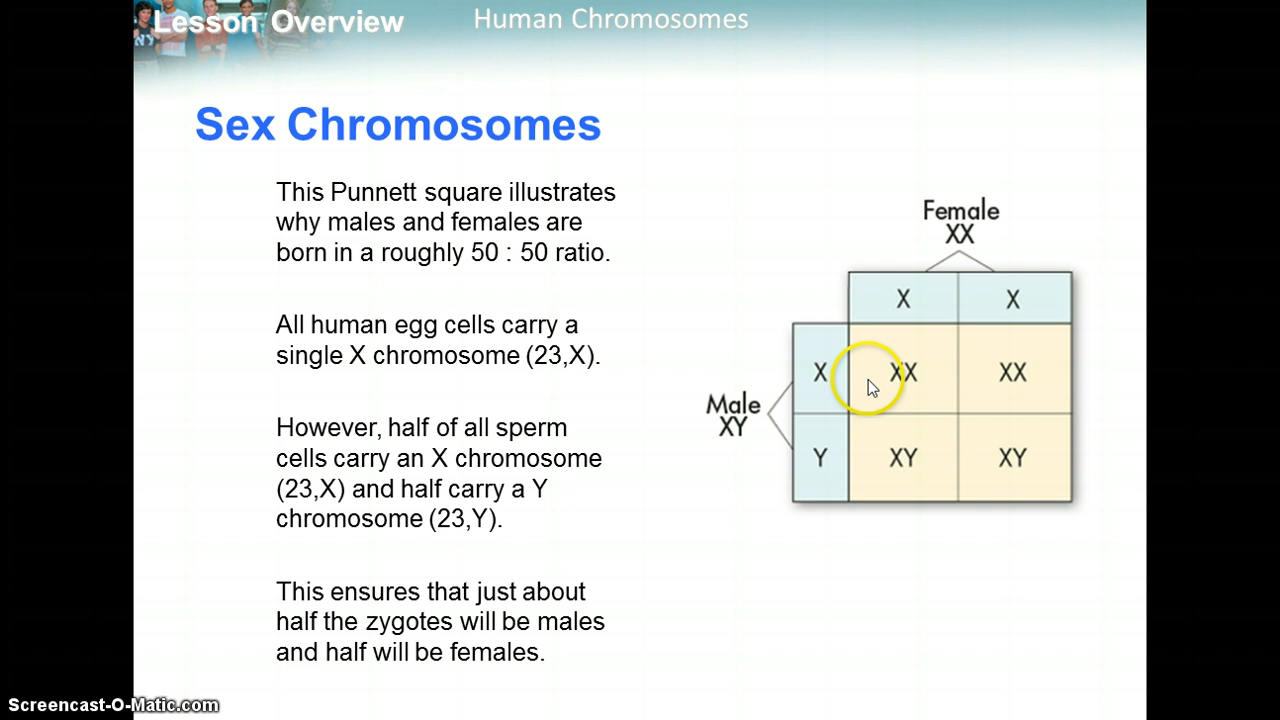 Lesson Overview
Human Chromosomes
Sex Chromosomes
This Punnett square illustrates
why males and females are
born in a roughly 50 : 50 ratio.
All human egg cells carry a
single X chromosome (23,X).
However, half of all sperm
cells carry an X chromosome
(23,X) and half carry a Y
chromosome (23,Y).
This ensures that just about
half the zygotes will be males
and half will be females.
Female
XX
X X
Male
XY
X XX XX
Y XY XY
NY
Screencast-O-Matic.com